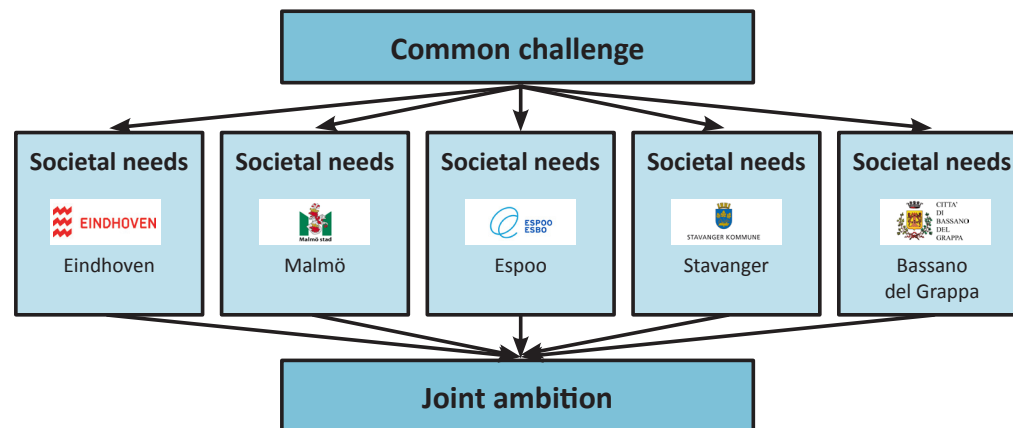 Common challenge
Societal needs
EINDHOVEN
Eindhoven
Societal needs
Malmö stad
Malmö
Societal needs
ESPOO
ESBO
Espoo
Societal needs
STAVANGER KOMMUNE
Stavanger
Societal needs
CITTA'
DI
BASSANO
DEL
GRAPPA
Bassano
del Grappa
Joint ambition